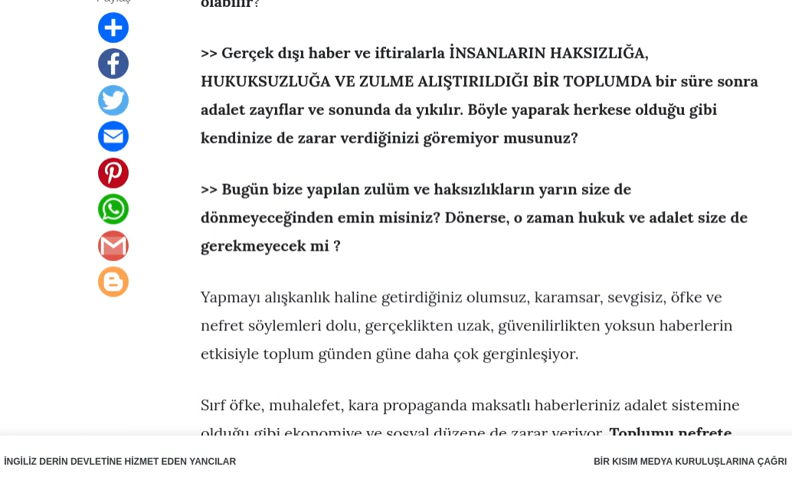 olabilir?
>> Gerçek dışı haber ve iftiralarla İNSANLARIN HAKSIZLIĞA,
HUKUKSUZLUĞA VE ZULME ALIŞTIRILDIĞI BİR TOPLUMDA bir süre sonra
adalet zayıflar ve sonunda da yıkılır. Böyle yaparak herkese olduğu gibi
kendinize de zarar verdiğinizi göremiyor musunuz?
>> Bugün bize yapılan zulüm ve haksızlıkların yarın size de
dönmeyeceğinden emin misiniz? Dönerse, o zaman hukuk ve adalet size de
gerekmeyecek mi ?
Yapmayı alışkanlık haline getirdiğiniz olumsuz, karamsar, sevgisiz, öfke ve
nefret söylemleri dolu, gerçeklikten uzak, güvenilirlikten yoksun haberlerin
etkisiyle toplum günden güne daha çok gerginleşiyor.
Sırf öfke, muhalefet, kara propaganda maksatlı haberleriniz adalet sistemine
olduğu gibi ekonomiye ve sosyal düzene de zarar veriyor. Toplumu nefrete
İNGİLİZ DERİN DEVLETİNE HİZMET EDEN YANCILAR
BİR KISIM MEDYA KURULUŞLARINA ÇAĞRI